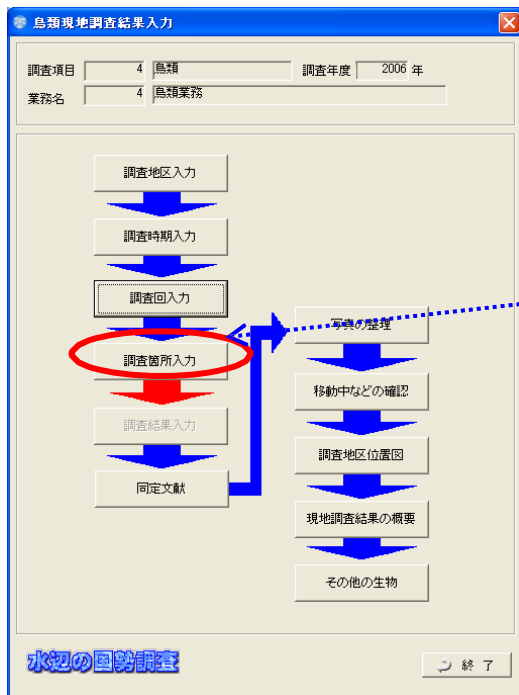 鳥類現地調査結果入力
調査項目 4 鳥類 調査年度 2006 年
業務名 4 鳥類業務
調査地区入力
調査時期入力
調査回入力
調査箇所入力
調査結果入力
同定文献
写真の整理
移動中などの確認
調査地区位置図
現地調査結果の概要
その他の生物
水辺の国勢調査
終 了